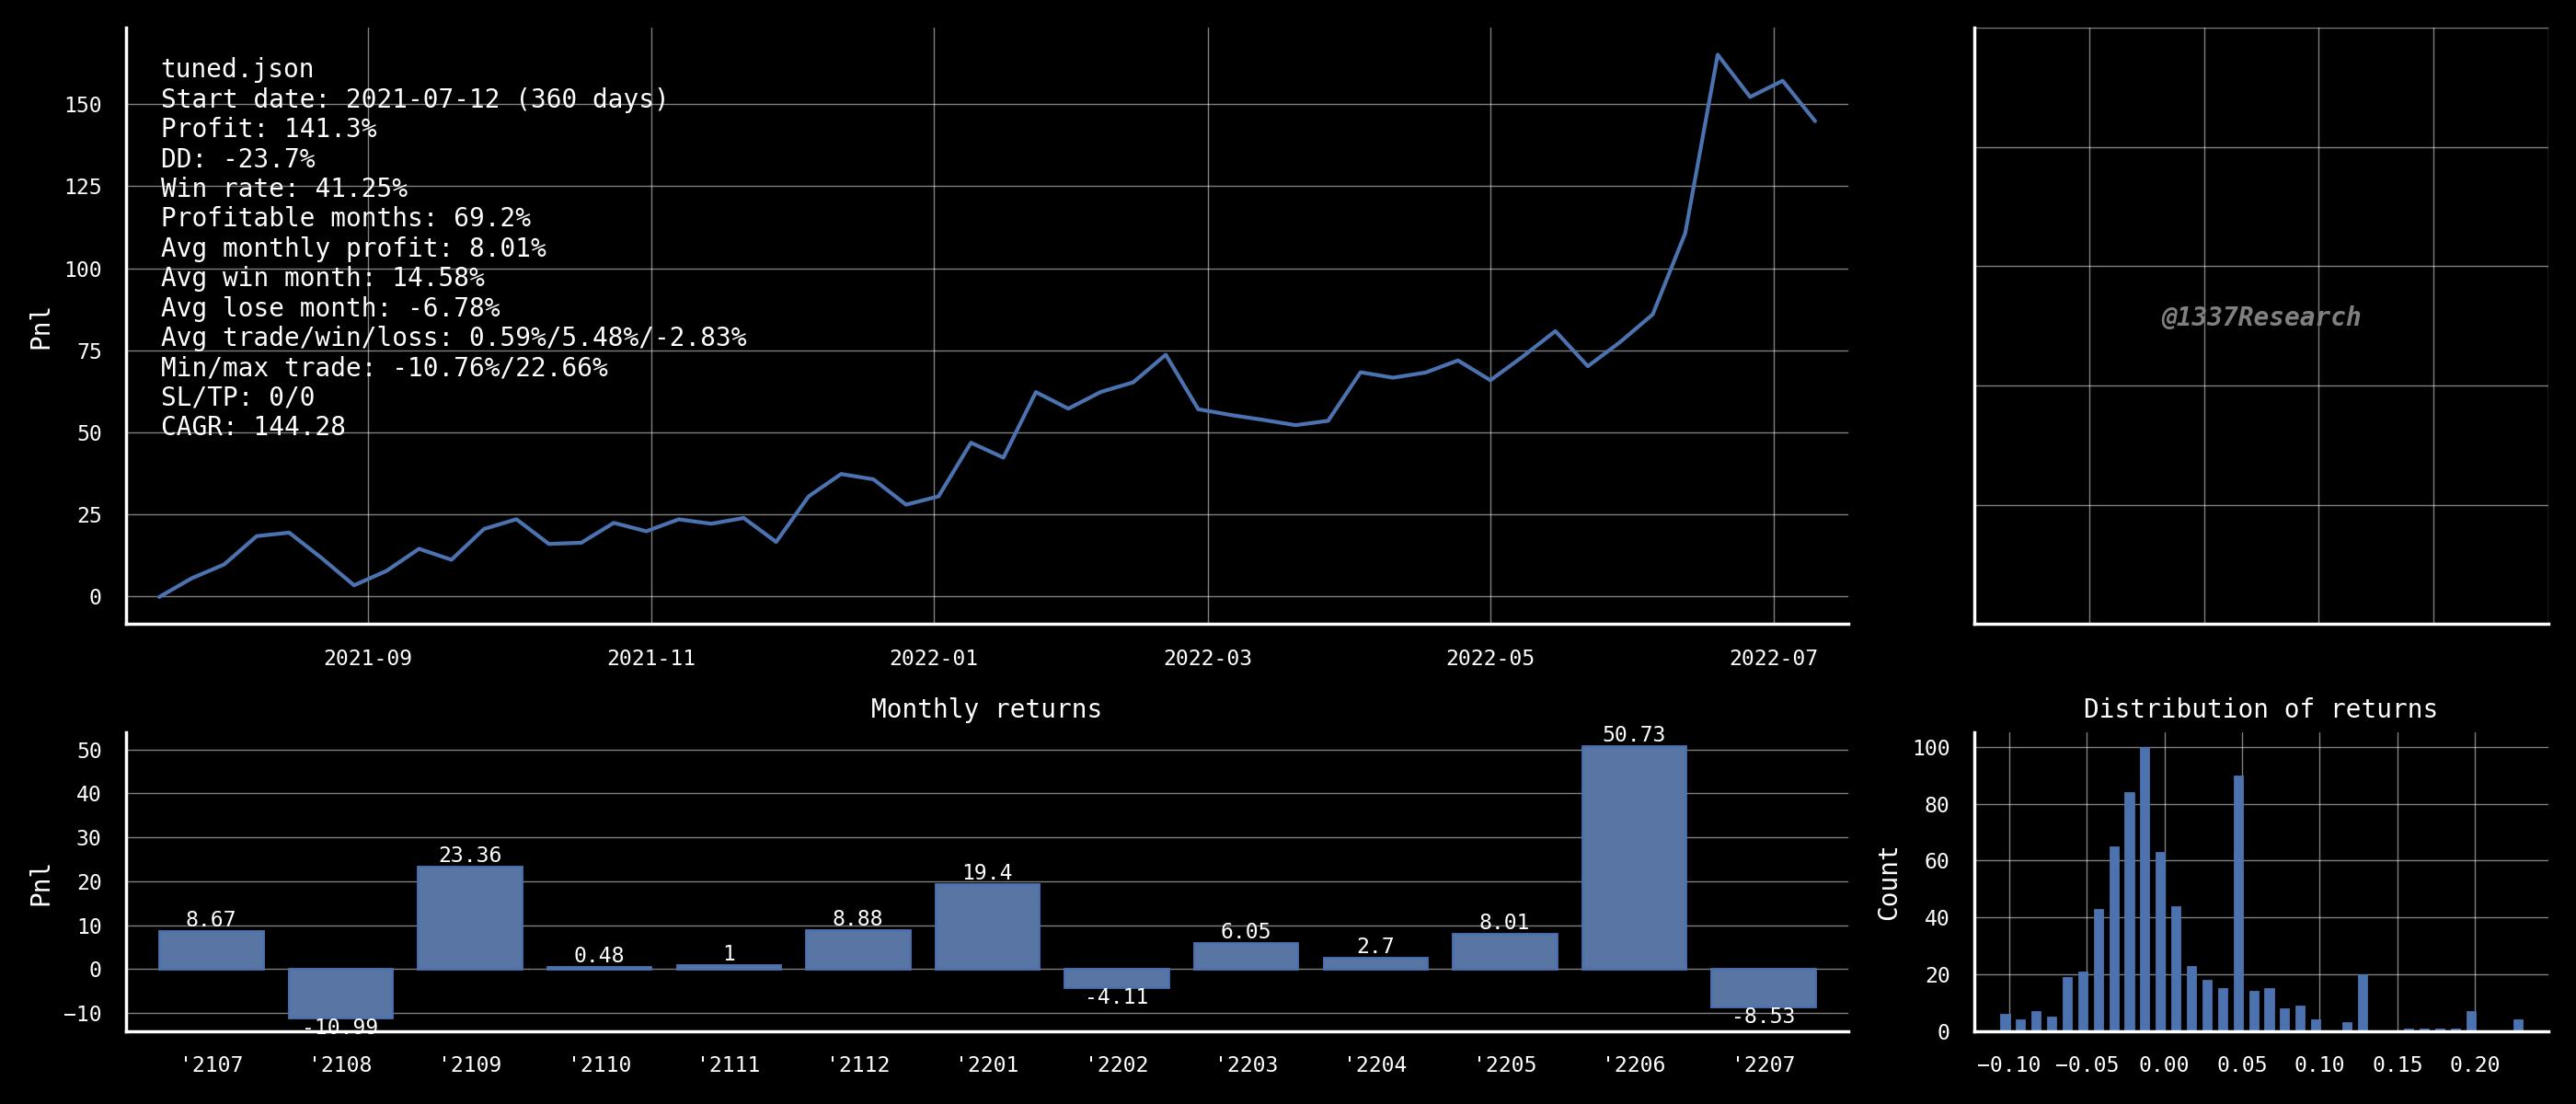 tuned.json
Start date: 2021-07-12 (360 days)
Profit: 141.3%
DD: -23.7%
Win rate: 41.25%
Profitable months: 69.2%
Avg monthly profit: 8.01%
Avg win month: 14.58%
Avg lose month: -6.78%
Avg trade/win/loss: 0.59%/5.48%/-2.83%
Min/max trade: -10.76%/22.66%
SL/TP: 0/0
CAGR: 144.28
Pnl
150
125
100
75
50
25
0
2021-09 2021-11 2022-01 2022-03 2022-05 2022-07
@1337Research
Monthly returns
Pnl
50
40
30
20
10
0
−10
8.67 -10.99 23.36 0.48 1 8.88 19.4 -4.11 6.05 2.7 8.01 50.73 -8.53
'2107 '2108 '2109 '2110 '2111 '2112 '2201 '2202 '2203 '2204 '2205 '2206 '2207
Distribution of returns
Count
100
80
60
40
20
0
−0.10 −0.05 0.00 0.05 0.10 0.15 0.20